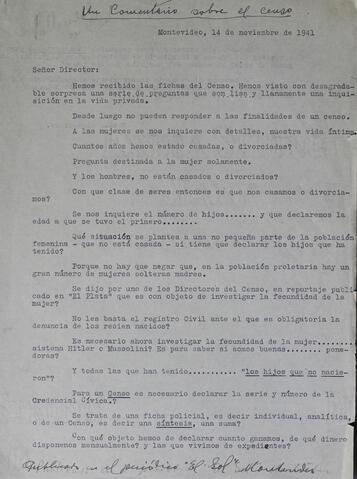 Un Comentario sobre el censo
Montevideo, 14 de noviembre de 1941
Señor Director:
Hemos recibido las fichas del Censo. Hemos visto con desagrada-
ble sorpresa una serie de preguntas que son lisa y llanamente una inqui-
sición en la vida privada.
Desde luego no pueden responder a las finalidades de un censo.
A las mujeres se nos inquiere con detalles, nuestra vida íntima.
Cuantos años hemos estado casadas, o divorciadas?
Pregunta destinada a la mujer solamente.
Y los hombres, no están casados o divorciados?
Con que clase de seres entonces es que nos casamos o divorcia-
mos?
Se nos inquiere el número de hijos....... y que declaremos la
edad a que se tuvo el primero........
Qué situación se plantea a una no pequeña parte de la población
femenina - que no está casada - si tiene que declarar los hijos que ha
tenido?
Porque no hay que negar que, en la población proletaria hay un
gran número de mujeres solteras madres.
Se dijo por uno de los Directores del Censo, en reportaje publi-
cado en "El Plata" que es con objeto de investigar la fecundidad de la
mujer?
No les basta el registro Civil ante el que es obligatoria la
denuncia de los recien nacidos?
Es necesario ahora investigar la fecundidad de la mujer.......
sistema Hitler o Mussolini? Es para saber si somos buenas...... pone-
doras?
Y todas las que han tenido........ "los hijos que no nacie-
ron"?
Para un Censo es necesario declarar la serie y número de la
Credencial Cívica.?
Se trata de una ficha policial, es decir individual, analítica,
o de un Censo, es decir una síntesis, una suma?
Con qué objeto hemos de declarar cuanto ganamos, de qué dinero
disponemos mensualmente? y las que vivimos de expedientes?
Publicado en el periódico "El Sol" Montevideo